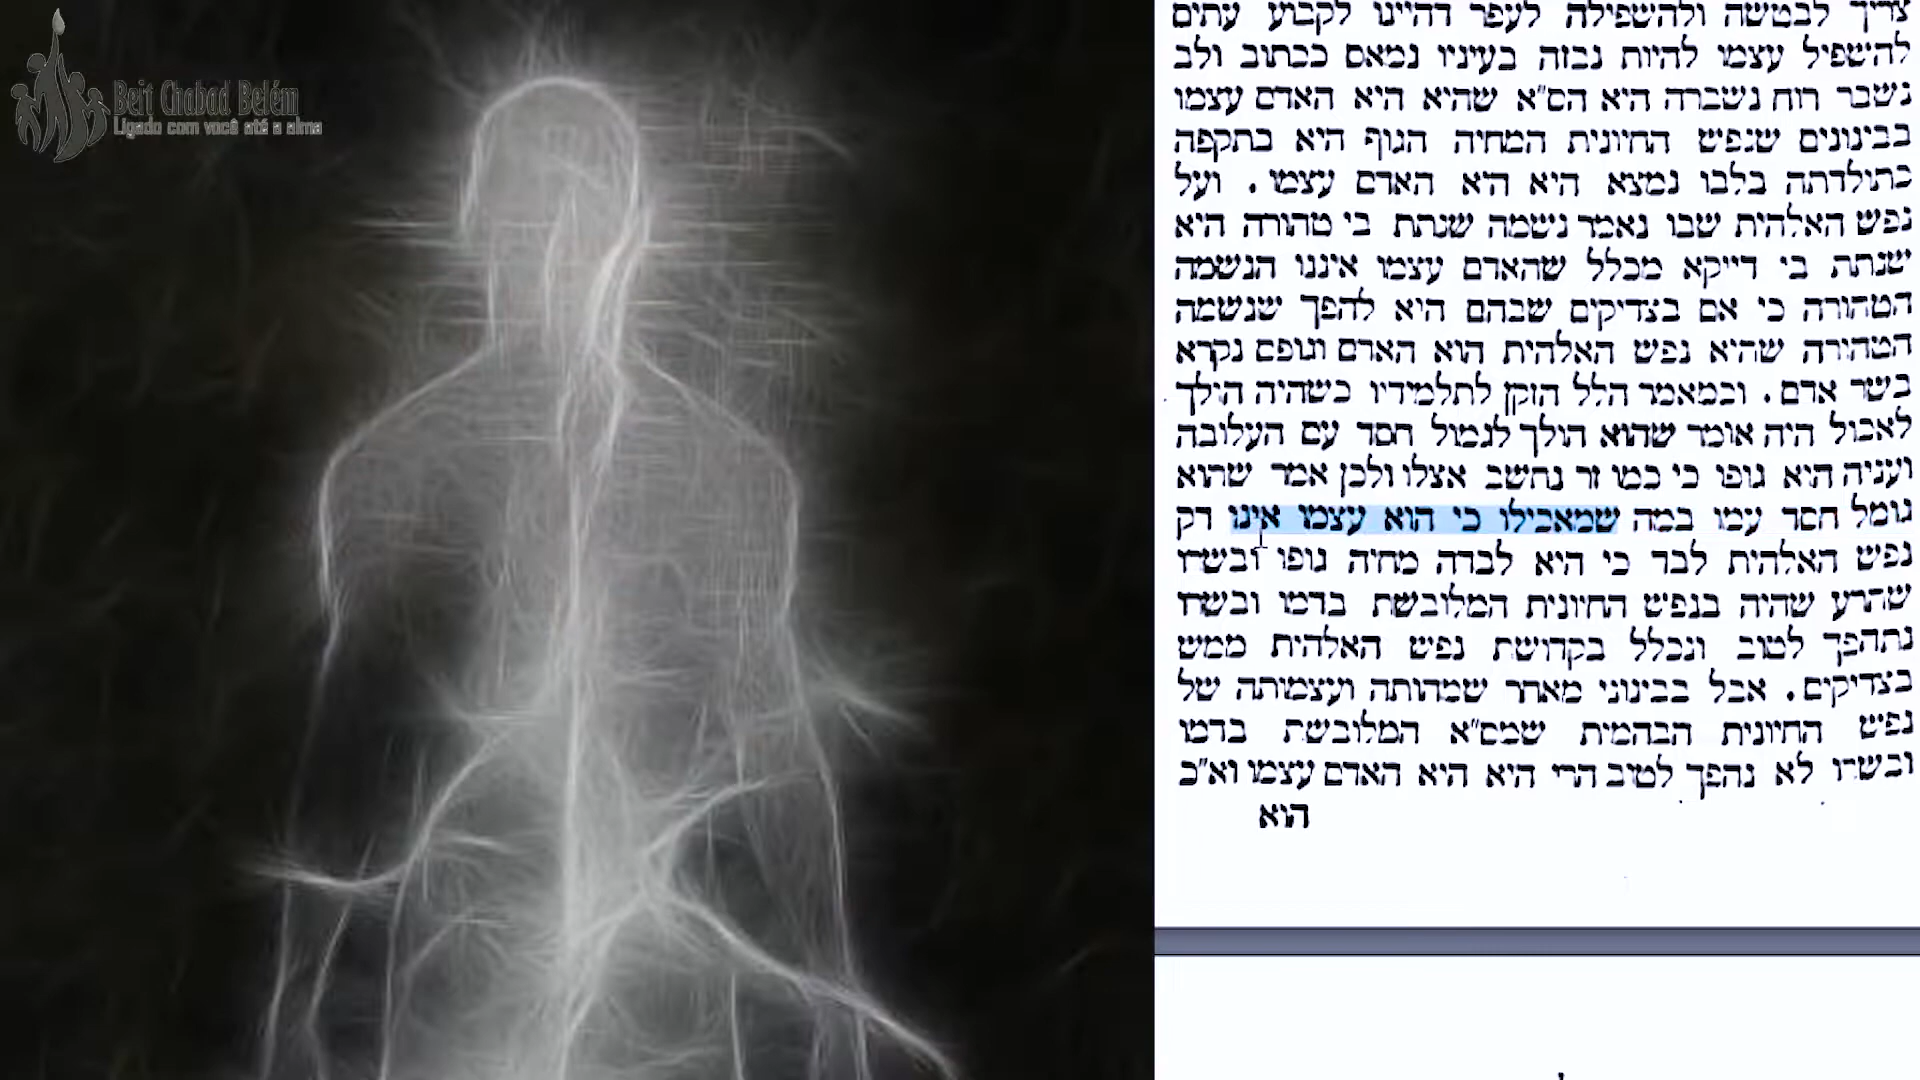 Beit Chabad Belém
Ligado com você até a alma
צריך לבטשה ולהשפילה לעפר דהיינו לקבוע עתים
להשפיל עצמו להיות נבזה בעיניו נמאס ככתוב ולב
נשבר רוח נשברה היא הס״א שהיא היא האדם עצמו
בבינונים שנפש החיונית המחיה הגוף היא בתקפה
כתולדתה בלבו נמצא היא היא האדם עצמו. ועל
נפש האלהית שבו נאמר נשמה שנתת בי טהורה היא
שנתת בי דייקא מכלל שהאדם עצמו איננו הנשמה
הטהורה כי אם בצדיקים שבהם היא להפך שנשמה
הטהורה שהיא נפש האלהית הוא האדם וגופם נקרא
בשר אדם. וכמאמר הלל הזקן לתלמידיו כשהיה הולך
לאכול היה אומר שהוא הולך לגמול חסד עם העלובה
ועניה היא גופו כי כמו זר נחשב אצלו ולכן אמר שהוא
גומל חסד עמו במה שמאכילו כי הוא עצמו אינו רק
נפש האלהית לבד כי היא לבדה מחיה גופו ובשרו
שהרע שהיה בנפש החיונית המלובשת בדמו ובשרו
נתהפך לטוב ונכלל בקדושת נפש האלהית ממש
בצדיקים. אבל בבינוני מאחר שמהותה ועצמותה של
נפש החיונית הבהמית שמס״א המלובשת בדמו
ובשרו לא נהפך לטוב הרי היא היא האדם עצמו וא״כ
הוא